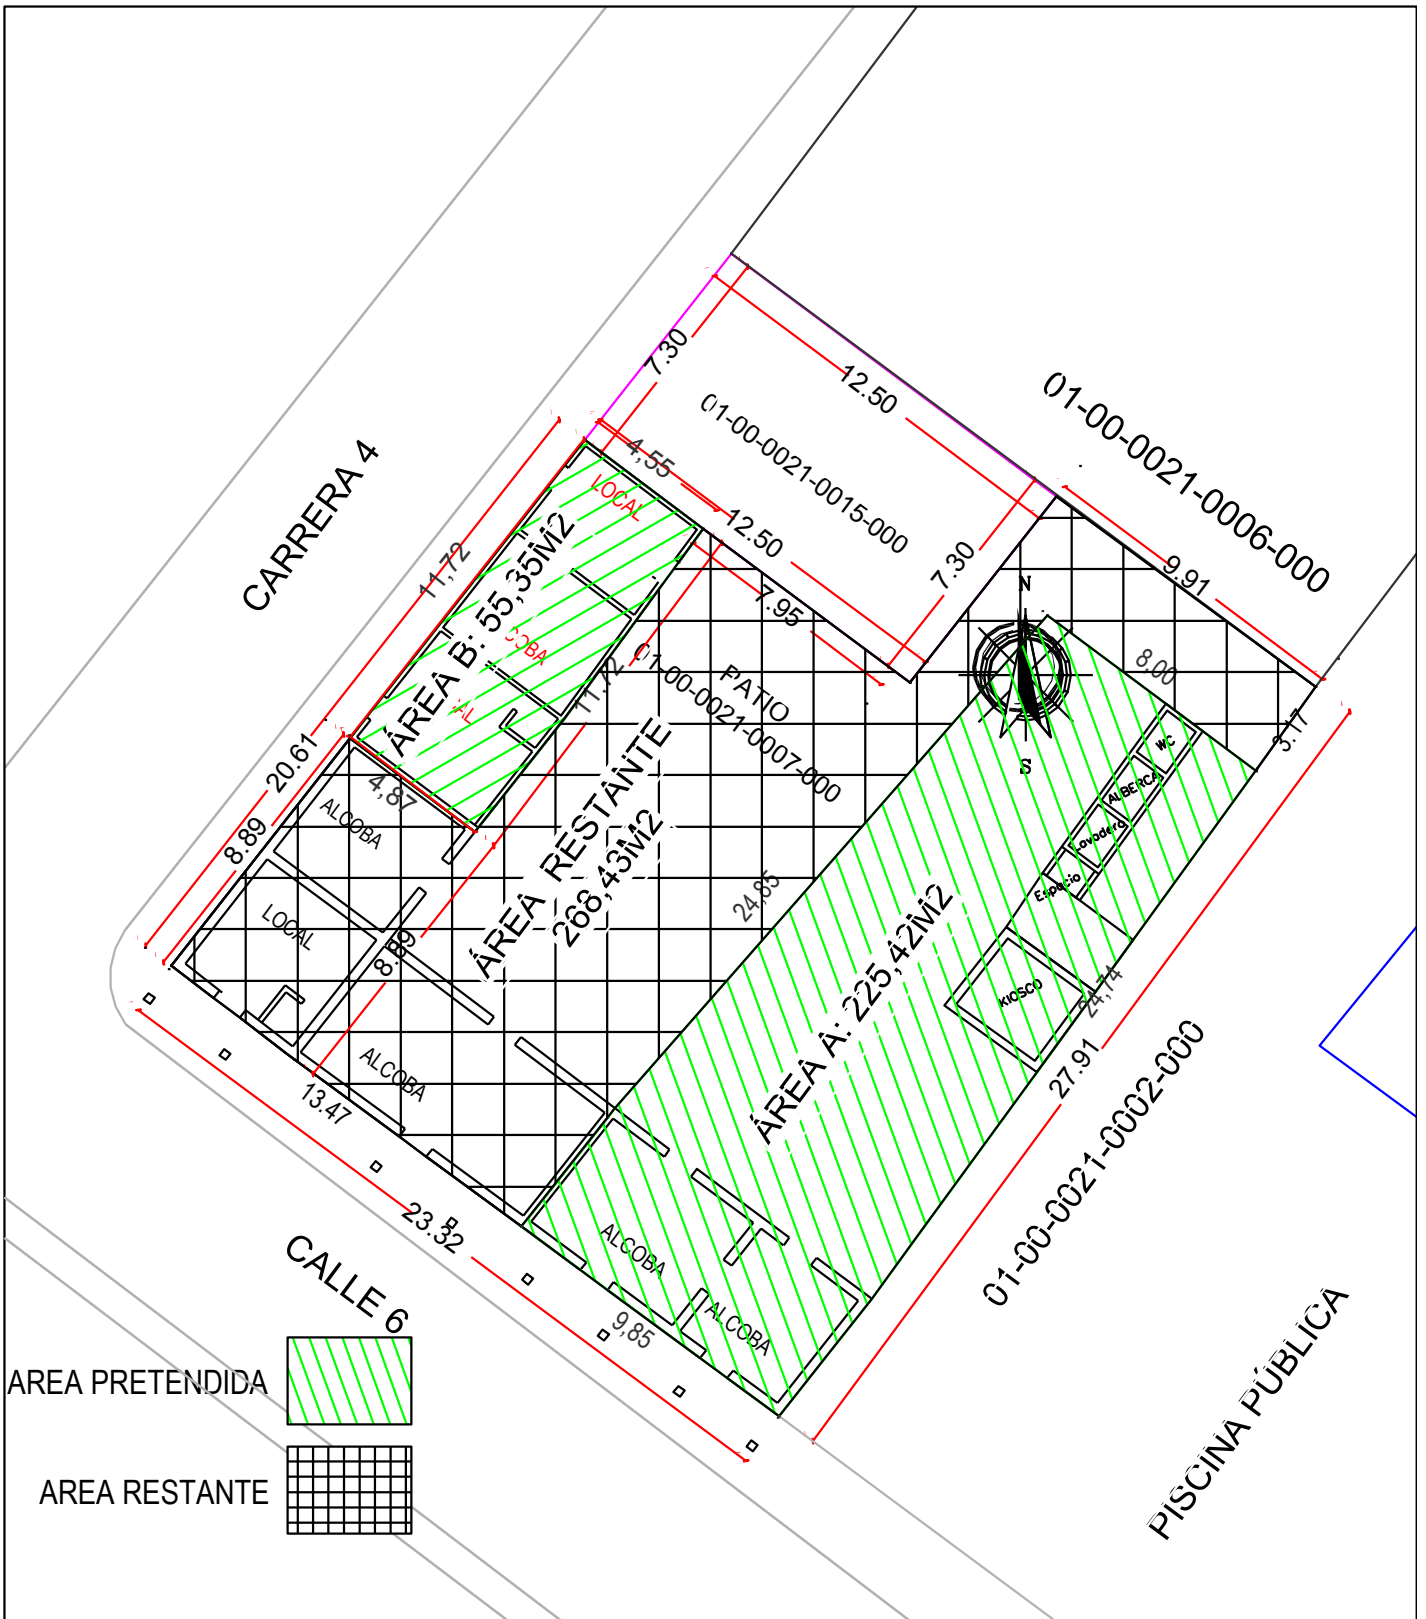 CARRERA 4
7.30
12.50
01-00-0021-0015-000
01-00-0021-0006-000
4,55
LOCAL
12.50
7.30
9.91
N
S
11,72
ÁREA B: 55,35M2
7.95
PATIO
01-00-0021-0007-000
11.72
8,00
3.17
WC
ALBERCA
Lavadero
Espacio
KIOSCO
20.61
8.89
4,87
ALCOBA
LOCAL
8.89
ÁREA RESTANTE
268,43M2
24,85
ÁREA A: 225,42M2
24,74
27.91
01-00-0021-0002-000
ALCOBA
13.47
23.32
CALLE 6
ALCOBA
ALCOBA
9,85
PISCINA PÚBLICA
AREA PRETENDIDA
AREA RESTANTE